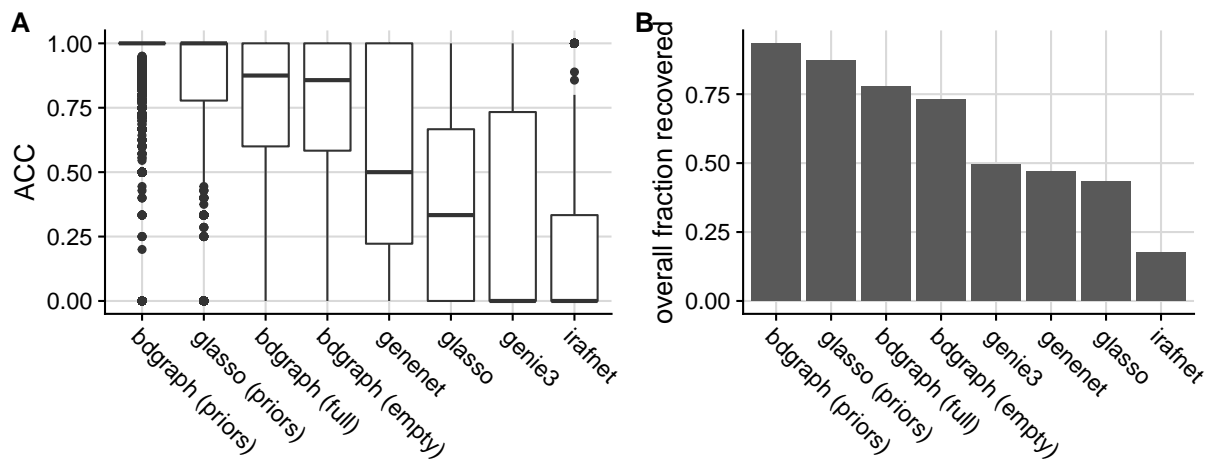 A
ACC
1.00
0.75
0.50
0.25
0.00
bdgraph (priors)
glasso (priors)
bdgraph (full)
bdgraph (empty)
genenet
glasso
genie3
irafnet
B
overall fraction recovered
0.75
0.50
0.25
0.00
bdgraph (priors)
glasso (priors)
bdgraph (full)
bdgraph (empty)
genie3
genenet
glasso
irafnet